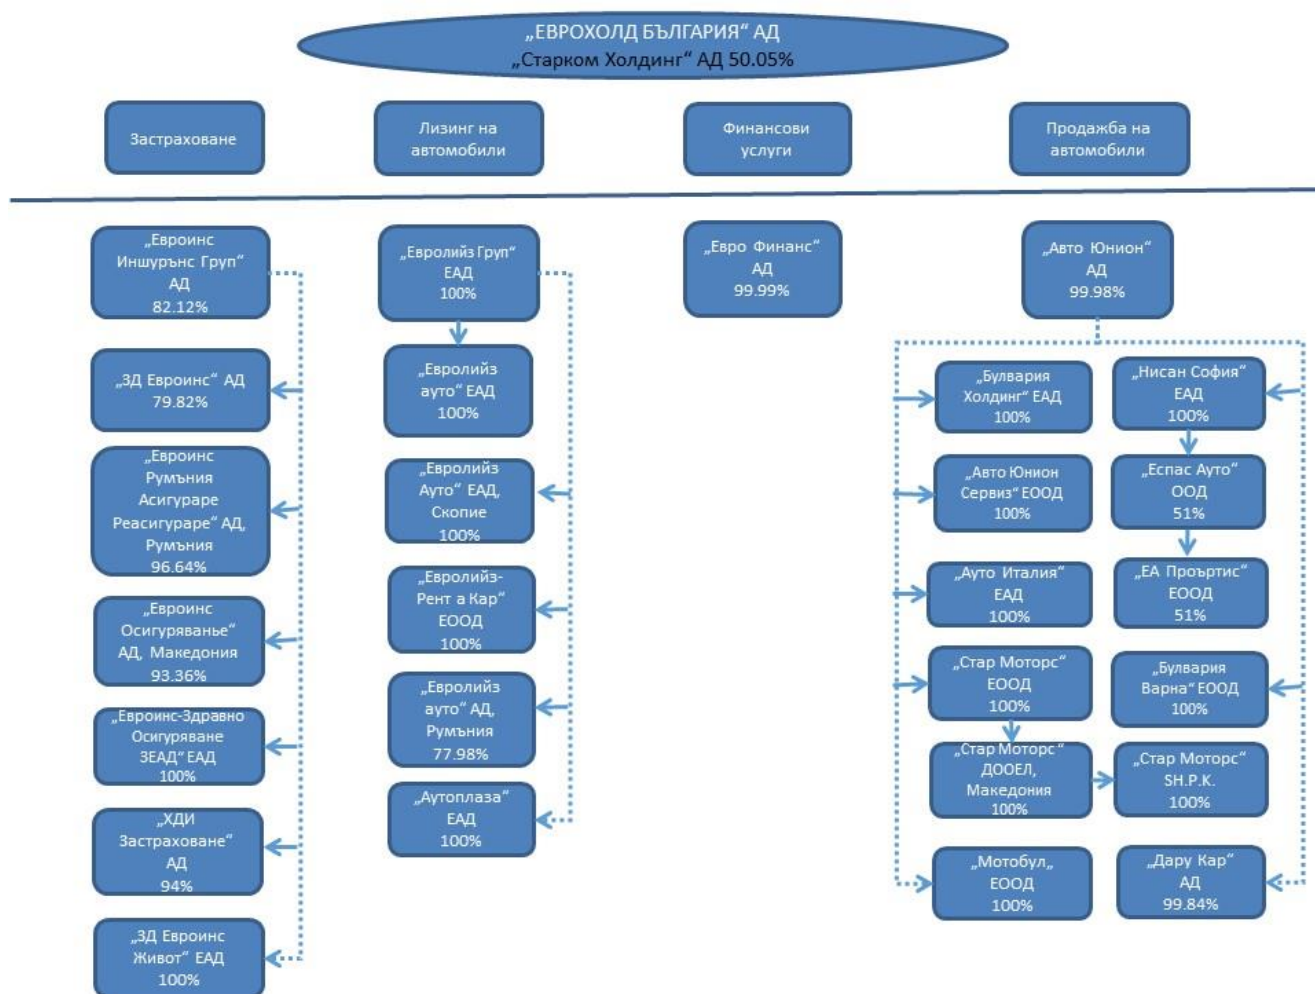 „ЕВРОХОЛД БЪЛГАРИЯ“ АД
„Старком Холдинг“ АД 50.05%
Застраховане
Лизинг на
автомобили
Финансови
услуги
Продажба на
автомобили
„Евроинс
Иншурънс Груп“
АД
82.12%
„ЗД Евроинс“ АД
79.82%
„Евроинс
Румъния
Асигураре
Реасигураре“ АД,
Румъния
96.64%
„Евроинс
Осигуряванье“
АД, Македония
93.36%
„Евроинс-Здравно
Осигуряване
ЗЕАД“ ЕАД
100%
„ХДИ
Застраховане“
АД
94%
„ЗД Евроинс
Живот“ ЕАД
100%
„Евролийз Груп“
ЕАД
100%
„Евролийз
ауто“ ЕАД
100%
„Евролийз
Ауто“ ЕАД,
Скопие
100%
„Евролийз-
Рент а Кар“
ЕООД
100%
„Евролийз
ауто“ АД,
Румъния
77.98%
„Аутоплаза“
ЕАД
100%
„Евро Финанс“
АД
99.99%
„Авто Юнион“
АД
99.98%
„Булвария
Холдинг“ ЕАД
100%
„Авто Юнион
Сервиз“ ЕООД
100%
„Ауто Италия“
ЕАД
100%
„Стар Моторс“
ЕООД
100%
„Стар Моторс“
ДООЕЛ,
Македония
100%
„Мотобул„
ЕООД
100%
„Нисан София“
ЕАД
100%
„Еспас Ауто“
ООД
51%
„ЕА Проъртис“
ЕООД
51%
„Булвария
Варна“ ЕООД
100%
„Стар Моторс“
SH.P.K.
100%
„Дару Кар“
АД
99.84%